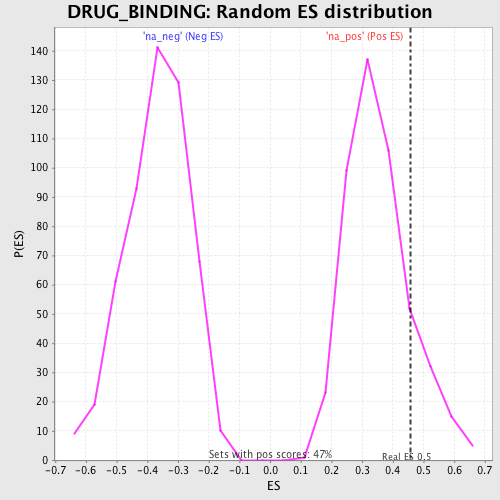 DRUG_BINDING: Random ES distribution
'na_neg' (Neg ES)
'na_pos' (Pos ES)
140
130
120
110
100
90
80
70
60
50
40
30
20
10
0
P(ES)
Sets with pos scores: 47%
Real ES 0,5
-0.7 -0.6 -0.5 -0.4 -0.3 -0.2 -0.1 0.0 0.1 0.2 0.3 0.4 0.5 0.6 0.7
ES